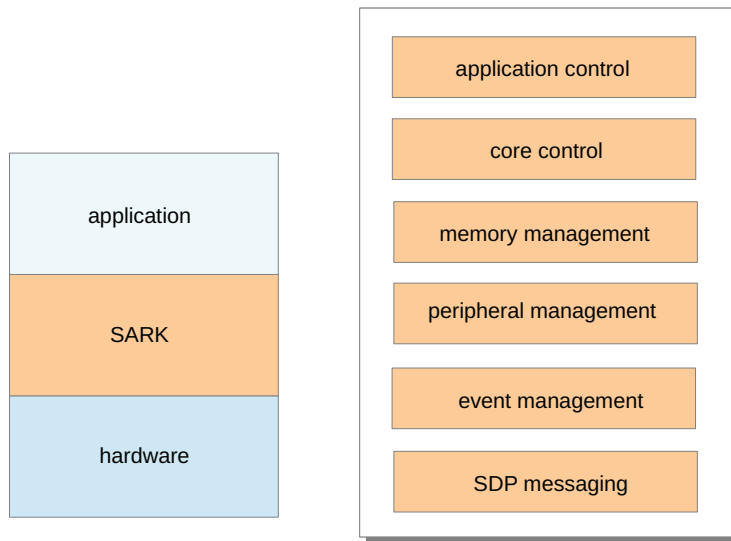 application
SARK
hardware
application control
core control
memory management
peripheral management
event management
SDP messaging